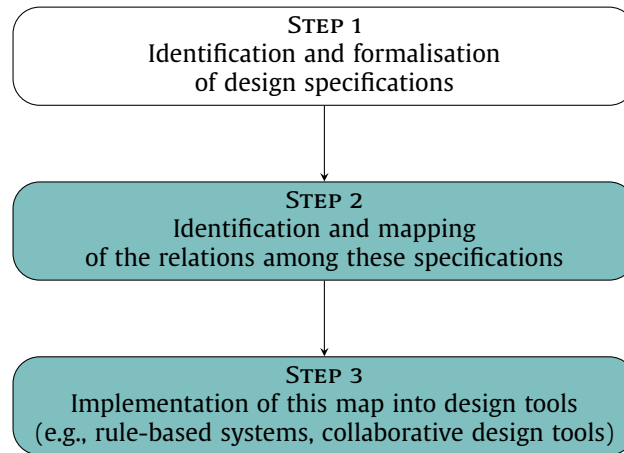 STEP 1
Identification and formalisation
of design specifications
STEP 2
Identification and mapping
of the relations among these specifications
STEP 3
Implementation of this map into design tools
(e.g., rule-based systems, collaborative design tools)